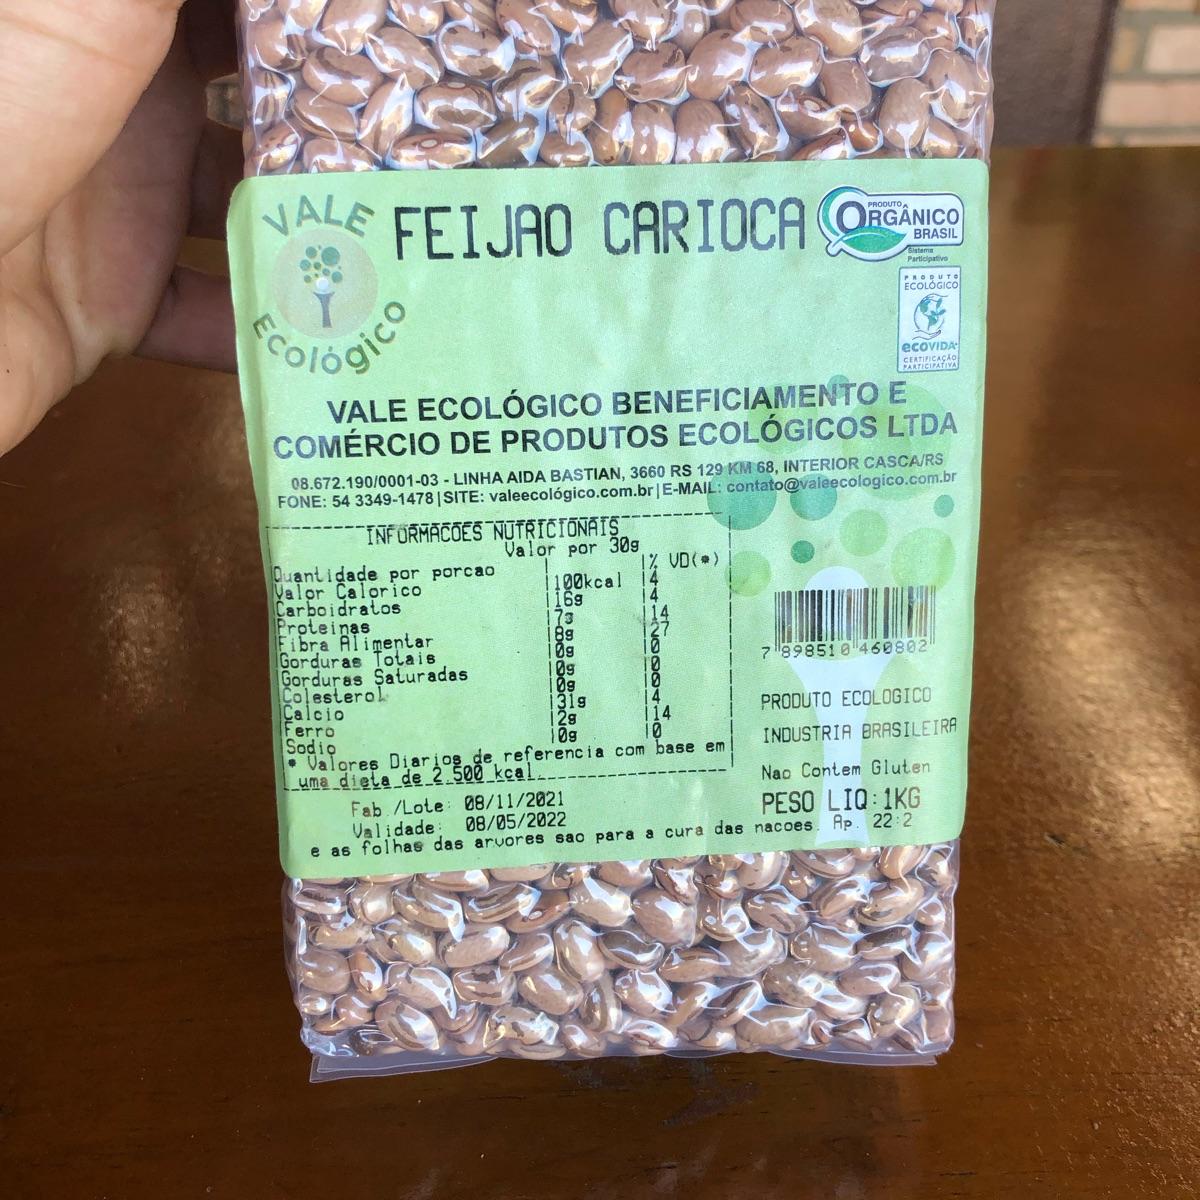 VALE Ecológico
FEIJAO CARIOCA
PRODUTO
ORGÂNICO
BRASIL
Sistema
Participativo
PRODUTO
ECOLÓGICO
ecovida
CERTIFICAÇÃO
PARTICIPATIVA
VALE ECOLÓGICO BENEFICIAMENTO E
COMÉRCIO DE PRODUTOS ECOLÓGICOS LTDA
08.672.190/0001-03 - LINHA AIDA BASTIAN, 3660 RS 129 KM 68, INTERIOR CASCA/RS
FONE: 54 3349-1478|SITE: valeecológico.com.br|E-MAIL: contato@valeecologico.com.br
INFORMACOES NUTRICIONAIS
Valor por 30g
Quantidade por porcao % VD(*)
Valor Calorico 100kcal 4
Carboidratos 16g 4
Proteinas 7g 14
Fibra Alimentar 8g 27
Gorduras Totais 0g 0
Gorduras Saturadas 0g 0
Colesterol 0g 0
Calcio 31g 4
Ferro 2g 14
Sodio 0g 0
* Valores Diarios de referencia com base em
uma dieta de 2.500 kcal.
Fab./Lote: 08/11/2021
Validade: 08/05/2022
e as folhas das arvores sao para a cura das nacoes. Ap. 22:2
7 898510 460802
PRODUTO ECOLOGICO
INDUSTRIA BRASILEIRA
Nao Contem Gluten
PESO LIQ:1KG